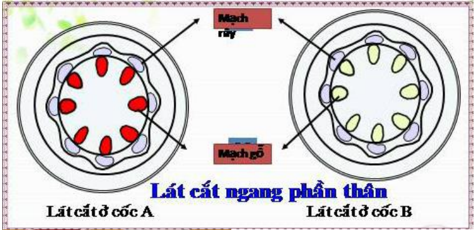 Mạch
rây
Mạch gỗ
Lát cắt ngang phần thân
Lát cắt ở cốc A
Lát cắt ở cốc B